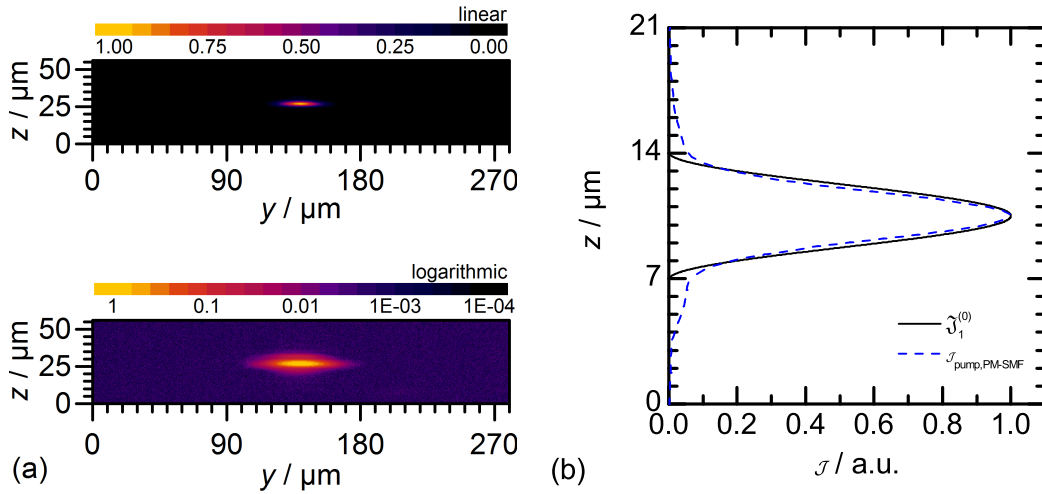 linear
1.00 0.75 0.50 0.25 0.00
z / µm
50
25
0
0 90 180 270
y / µm
logarithmic
1 0.1 0.01 1E-03 1E-04
z / µm
50
25
0
0 90 180 270
y / µm
(a)
21
14
7
0
z / µm
𝔍̃₁⁽⁰⁾
𝒥pump,PM-SMF
0.0 0.2 0.4 0.6 0.8 1.0
𝒥 / a.u.
(b)